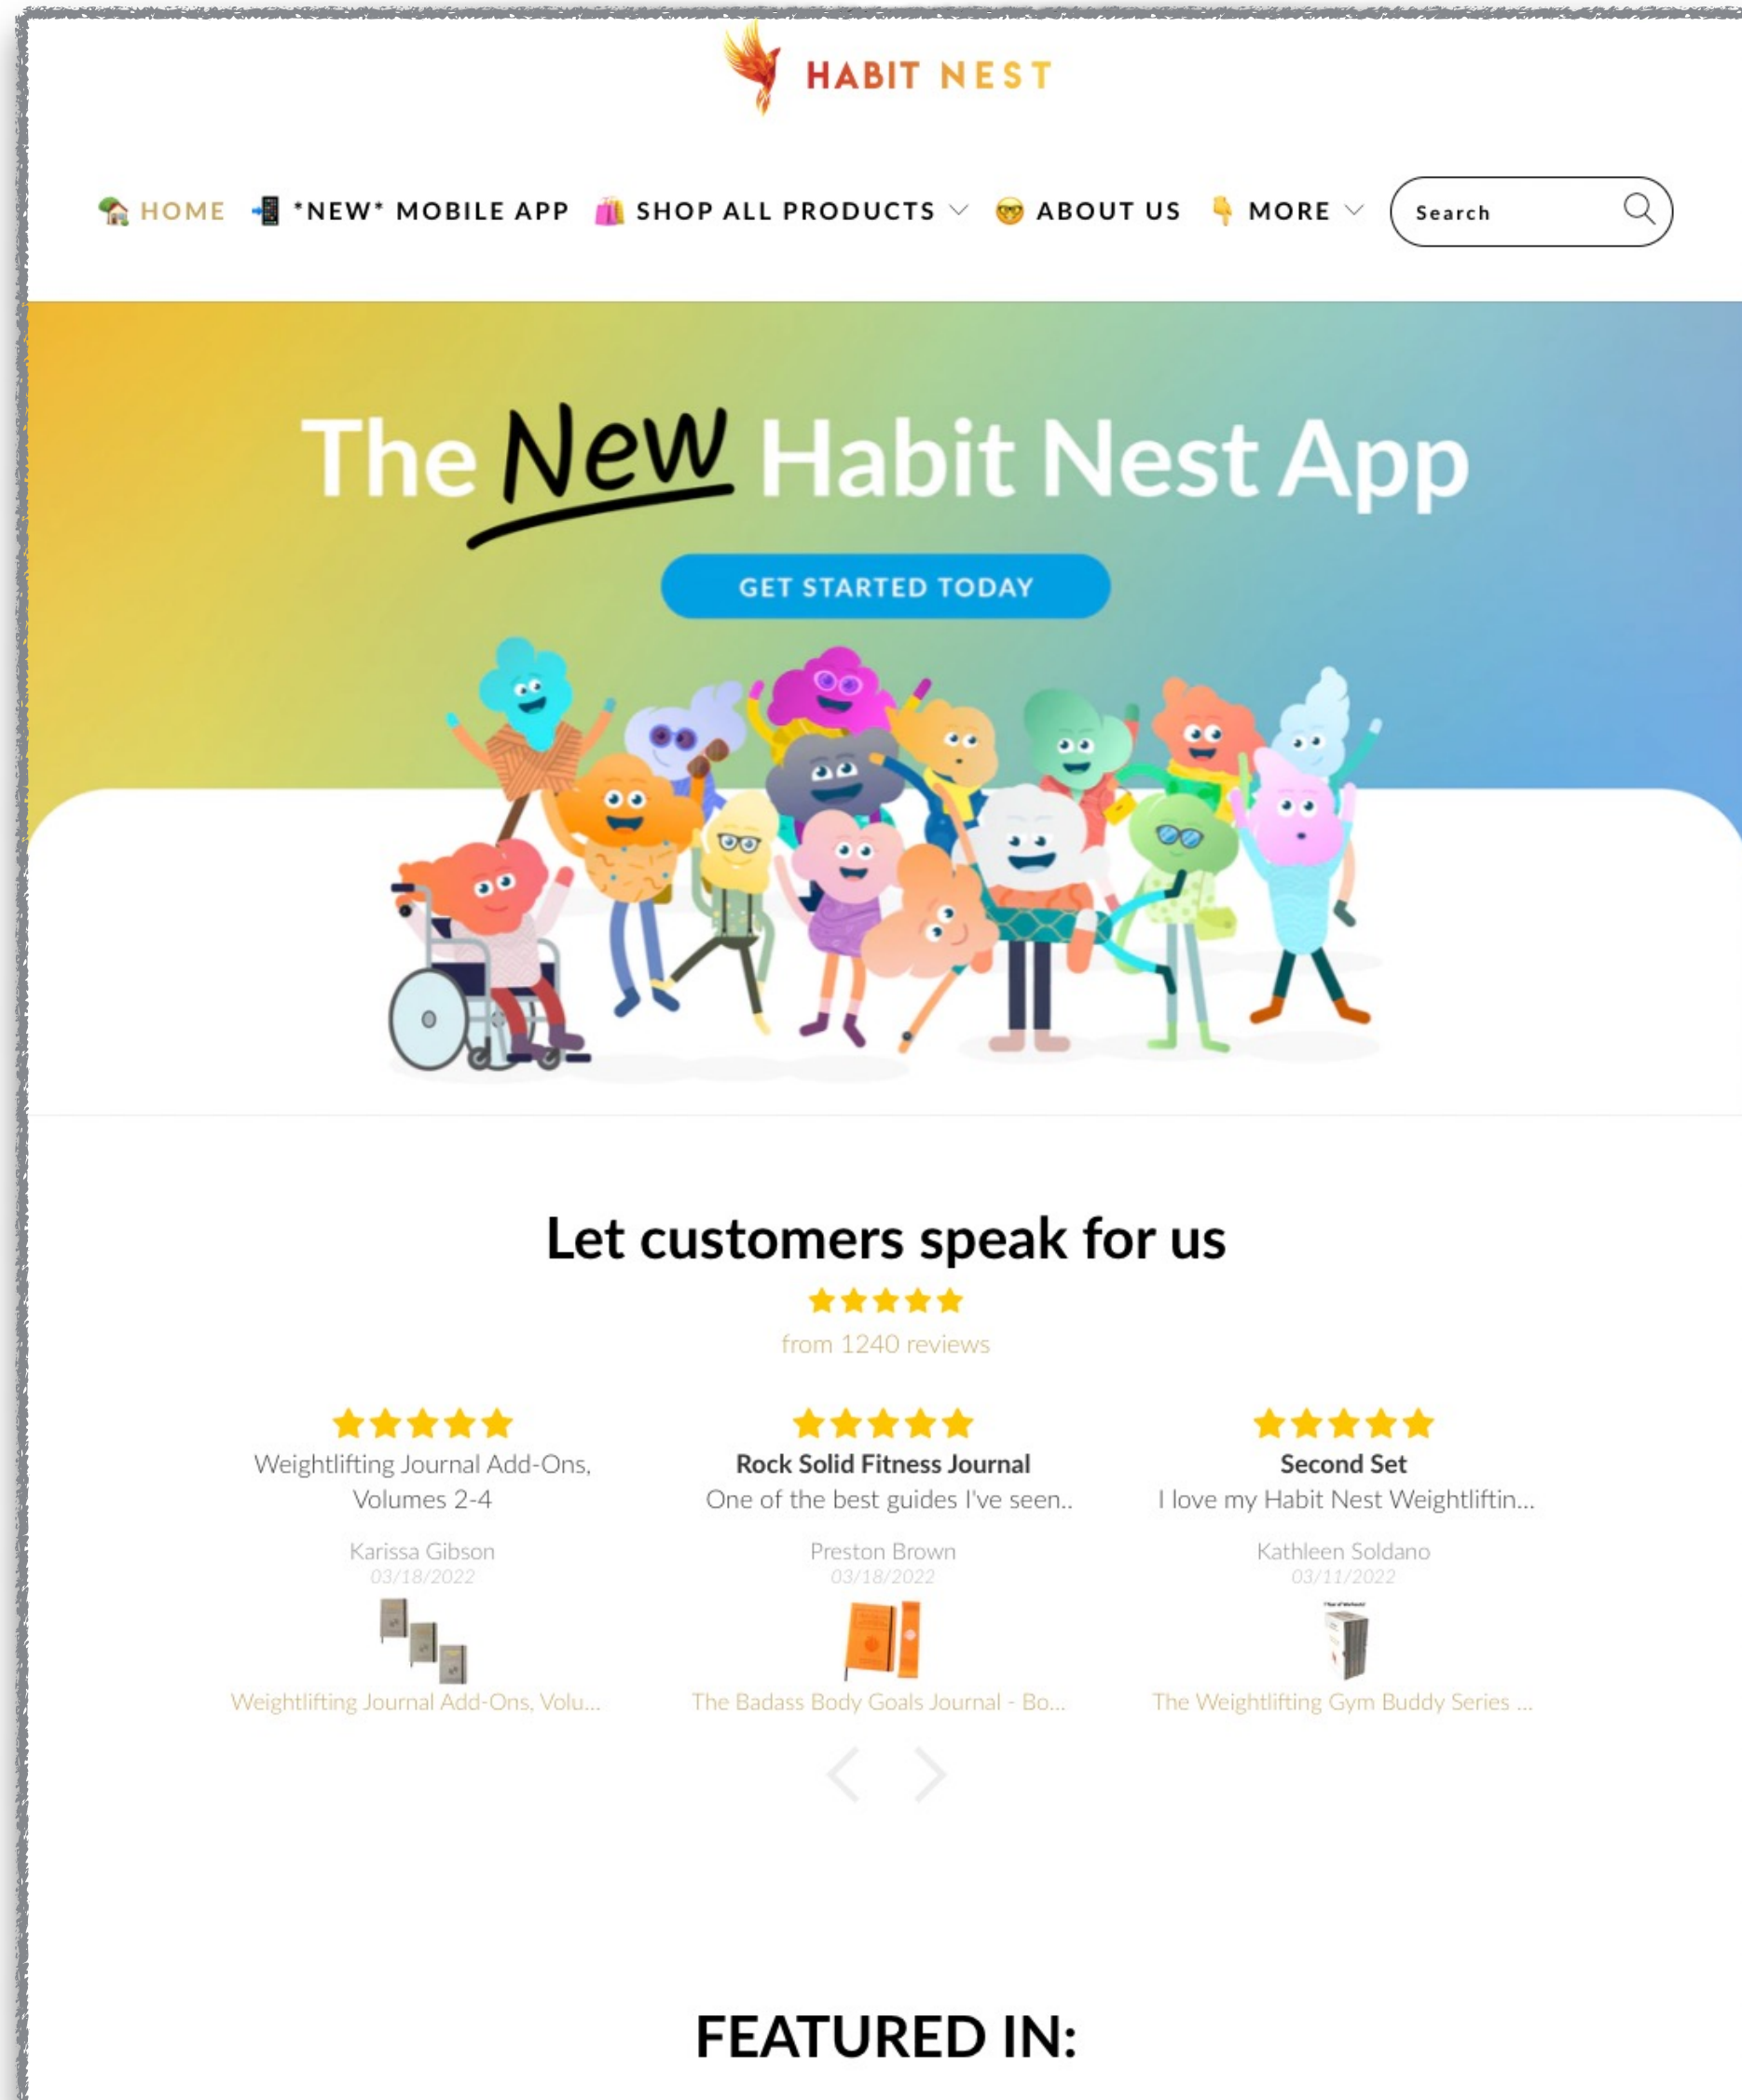 HABIT NEST
HOME *NEW* MOBILE APP SHOP ALL PRODUCTS ABOUT US MORE Search
The New Habit Nest App
GET STARTED TODAY
Let customers speak for us
from 1240 reviews
Weightlifting Journal Add-Ons,
Volumes 2-4
Karissa Gibson
03/18/2022
Weightlifting Journal Add-Ons, Volu...
Rock Solid Fitness Journal
One of the best guides I've seen..
Preston Brown
03/18/2022
The Badass Body Goals Journal - Bo...
Second Set
I love my Habit Nest Weightliftin...
Kathleen Soldano
03/11/2022
The Weightlifting Gym Buddy Series ...
FEATURED IN: